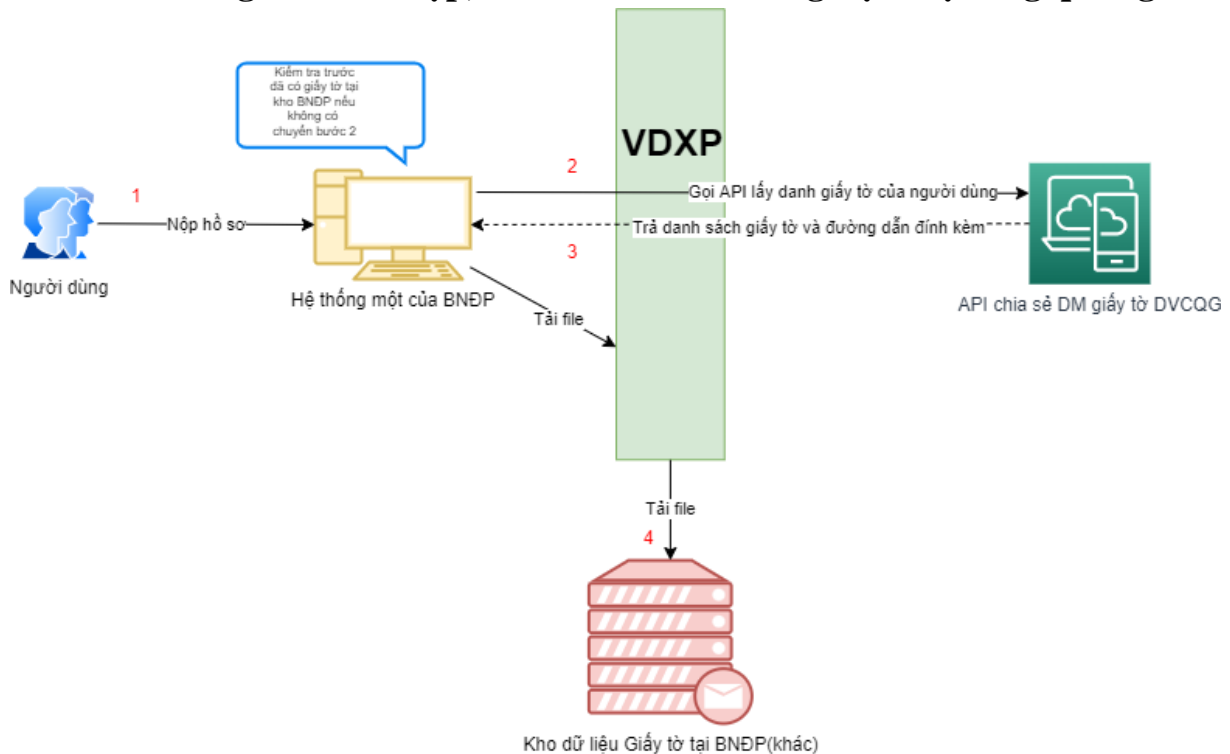 Kiểm tra trước
đã có giấy tờ tại
kho BNĐP nếu
không có
chuyển bước 2
VDXP
1
2
Gọi API lấy danh giấy tờ của người dùng
Nộp hồ sơ
Trả danh sách giấy tờ và đường dẫn đính kèm
3
Người dùng
Hệ thống một của BNĐP
API chia sẻ DM giấy tờ DVCQG
Tải file
Tải file
4
Kho dữ liệu Giấy tờ tại BNĐP(khác)